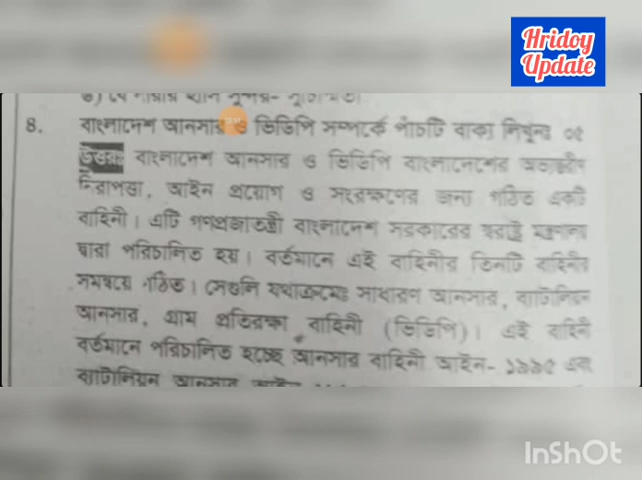 Hridoy
Update
৪. বাংলাদেশ আনসার ও ভিডিপি সম্পর্কে পাঁচটি বাক্য লিখুন। ০৫
উত্তরঃ বাংলাদেশ আনসার ও ভিডিপি বাংলাদেশের অভ্যন্তরীণ
নিরাপত্তা, আইন প্রয়োগ ও সংরক্ষণের জন্য গঠিত একটি
বাহিনী। এটি গণপ্রজাতন্ত্রী বাংলাদেশ সরকারের স্বরাষ্ট্র মন্ত্রণালয়
দ্বারা পরিচালিত হয়। বর্তমানে এই বাহিনীর তিনটি বাহিনীর
সমন্বয়ে গঠিত। সেগুলি যথাক্রমেঃ সাধারণ আনসার, ব্যাটালিয়ন
আনসার, গ্রাম প্রতিরক্ষা বাহিনী (ভিডিপি)। এই বাহিনী
বর্তমানে পরিচালিত হচ্ছে আনসার বাহিনী আইন- ১৯৯৫ এবং
ব্যাটালিয়ন আনসার আইন
InShOt